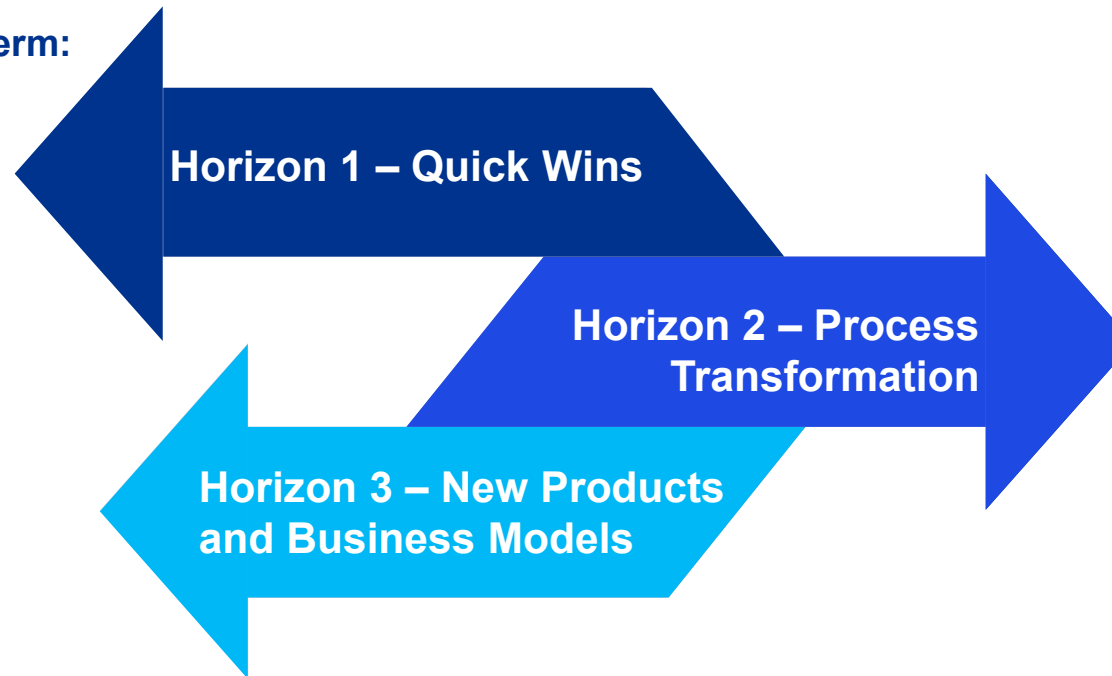 erm:
Horizon 1 – Quick Wins
Horizon 2 – Process
Transformation
Horizon 3 – New Products
and Business Models